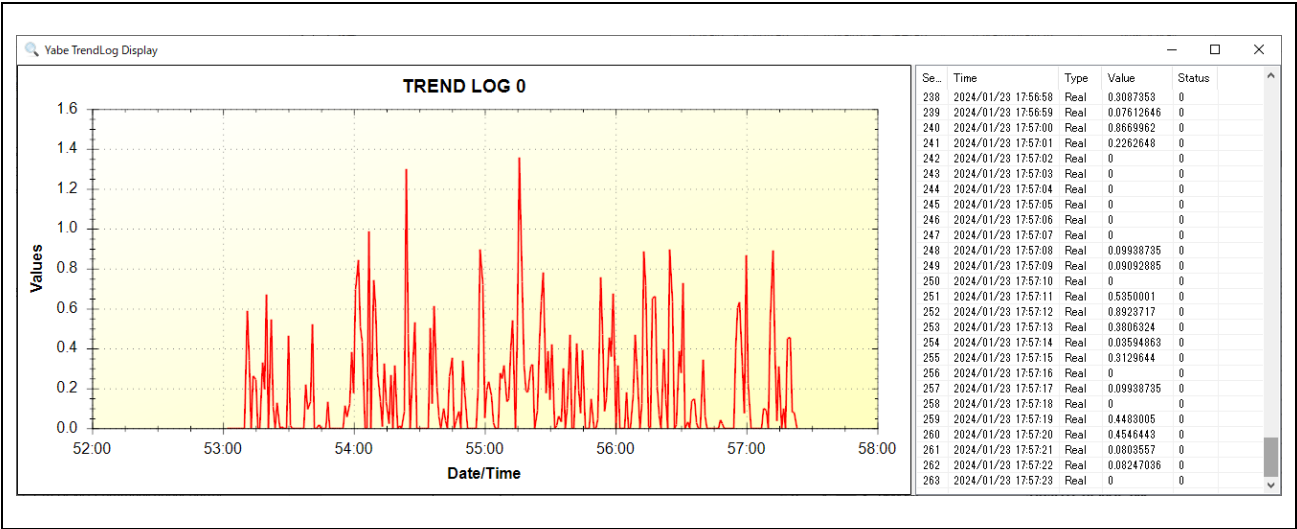 Yabe TrendLog Display
TREND LOG 0
1.6
1.4
1.2
1.0
0.8
0.6
0.4
0.2
0.0
Values
52:00 53:00 54:00 55:00 56:00 57:00 58:00
Date/Time
Se... Time Type Value Status
238 2024/01/23 17:56:58 Real 0.3087353 0
239 2024/01/23 17:56:59 Real 0.07612646 0
240 2024/01/23 17:57:00 Real 0.8669962 0
241 2024/01/23 17:57:01 Real 0.2262648 0
242 2024/01/23 17:57:02 Real 0 0
243 2024/01/23 17:57:03 Real 0 0
244 2024/01/23 17:57:04 Real 0 0
245 2024/01/23 17:57:05 Real 0 0
246 2024/01/23 17:57:06 Real 0 0
247 2024/01/23 17:57:07 Real 0 0
248 2024/01/23 17:57:08 Real 0.09938735 0
249 2024/01/23 17:57:09 Real 0.09092885 0
250 2024/01/23 17:57:10 Real 0 0
251 2024/01/23 17:57:11 Real 0.5350001 0
252 2024/01/23 17:57:12 Real 0.8923717 0
253 2024/01/23 17:57:13 Real 0.3806324 0
254 2024/01/23 17:57:14 Real 0.03594863 0
255 2024/01/23 17:57:15 Real 0.3129644 0
256 2024/01/23 17:57:16 Real 0 0
257 2024/01/23 17:57:17 Real 0.09938735 0
258 2024/01/23 17:57:18 Real 0 0
259 2024/01/23 17:57:19 Real 0.4483005 0
260 2024/01/23 17:57:20 Real 0.4546443 0
261 2024/01/23 17:57:21 Real 0.0803557 0
262 2024/01/23 17:57:22 Real 0.08247036 0
263 2024/01/23 17:57:23 Real 0 0